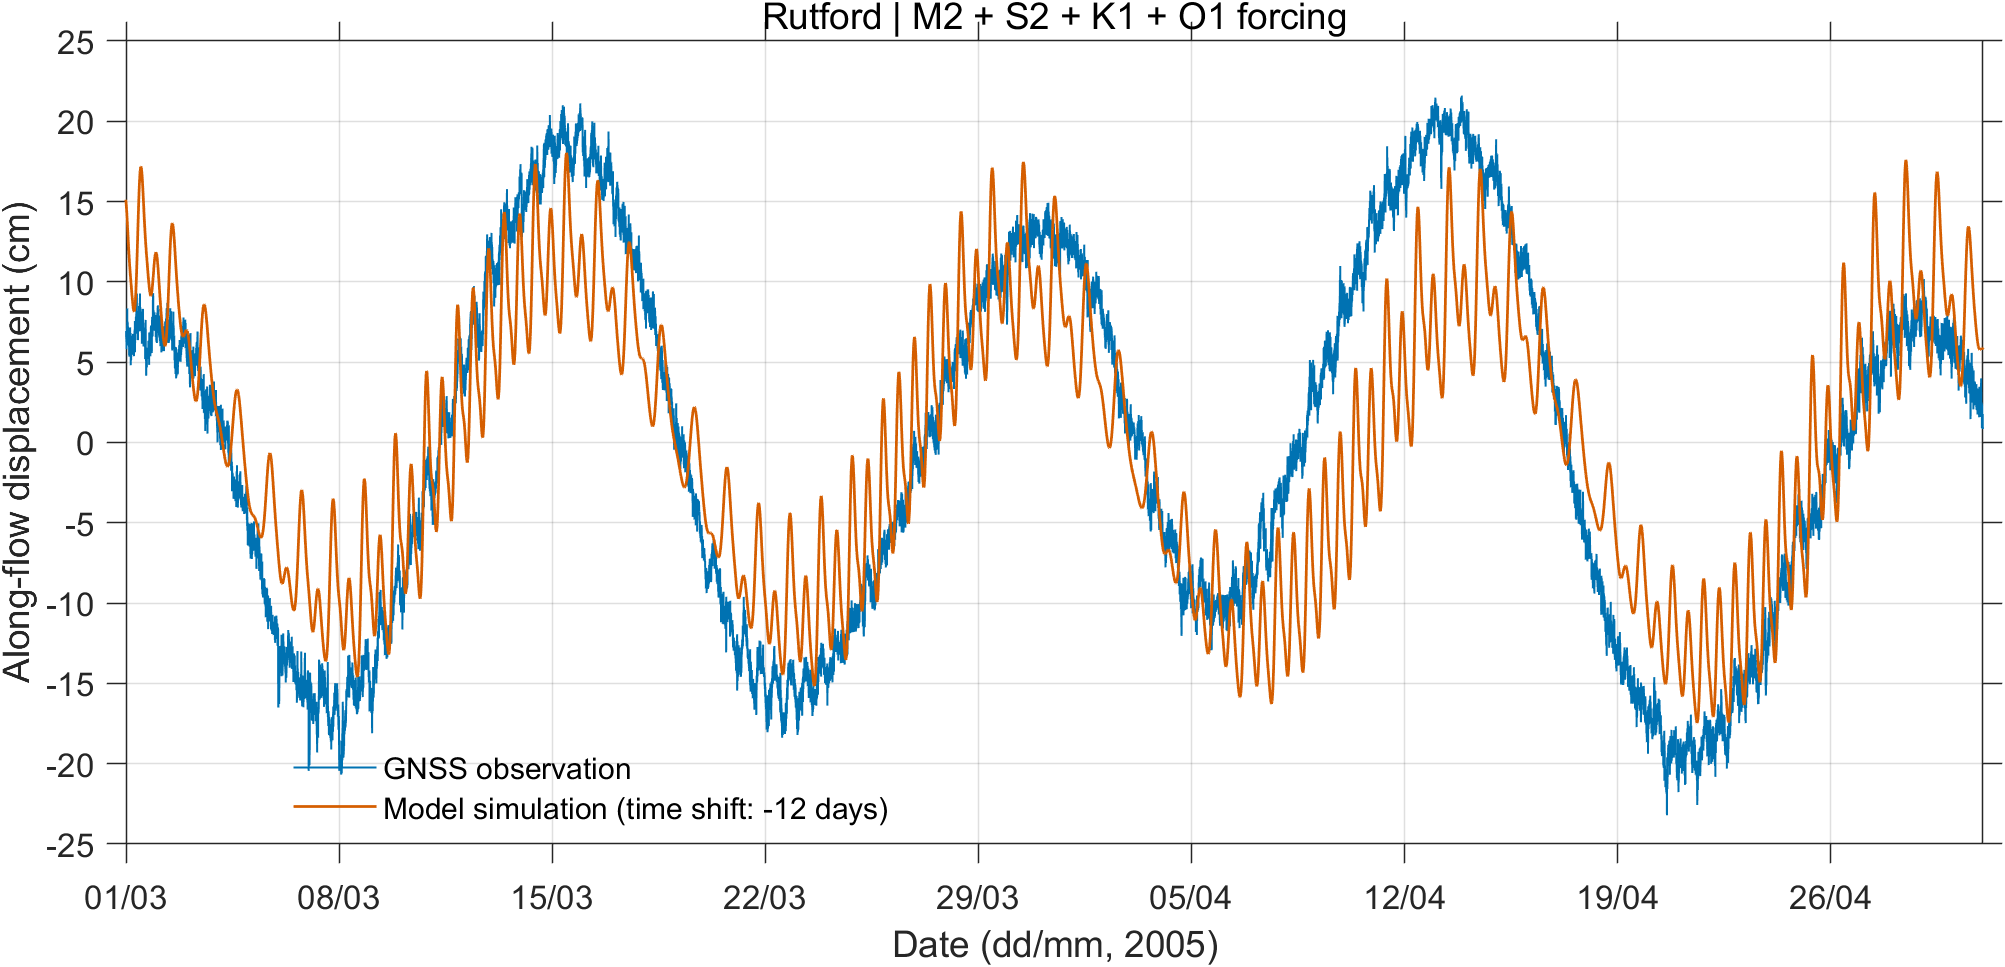 Rutford | M2 + S2 + K1 + O1 forcing
25
20
15
10
5
0
-5
-10
-15
-20
-25
Along-flow displacement (cm)
GNSS observation
Model simulation (time shift: -12 days)
01/03 08/03 15/03 22/03 29/03 05/04 12/04 19/04 26/04
Date (dd/mm, 2005)